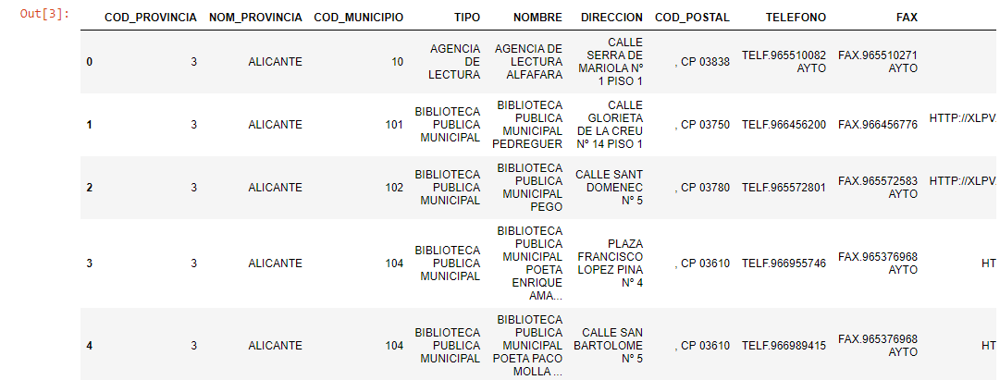 Out[3]:
COD_PROVINCIA NOM_PROVINCIA COD_MUNICIPIO TIPO NOMBRE DIRECCION COD_POSTAL TELEFONO FAX
0 3 ALICANTE 10 AGENCIA DE LECTURA AGENCIA DE LECTURA ALFAFARA CALLE SERRA DE MARIOLA Nº 1 PISO 1 , CP 03838 TELF.965510082 AYTO FAX.965510271 AYTO
1 3 ALICANTE 101 BIBLIOTECA PUBLICA MUNICIPAL BIBLIOTECA PUBLICA MUNICIPAL PEDREGUER CALLE GLORIETA DE LA CREU Nº 14 PISO 1 , CP 03750 TELF.966456200 FAX.966456776 HTTP://XLPV
2 3 ALICANTE 102 BIBLIOTECA PUBLICA MUNICIPAL BIBLIOTECA PUBLICA MUNICIPAL PEGO CALLE SANT DOMENEC Nº 5 , CP 03780 TELF.965572801 FAX.965572583 AYTO HTTP://XLPV
3 3 ALICANTE 104 BIBLIOTECA PUBLICA MUNICIPAL BIBLIOTECA PUBLICA MUNICIPAL POETA ENRIQUE AMA... PLAZA FRANCISCO LOPEZ PINA Nº 4 , CP 03610 TELF.966955746 FAX.965376968 AYTO HT
4 3 ALICANTE 104 BIBLIOTECA PUBLICA MUNICIPAL BIBLIOTECA PUBLICA MUNICIPAL POETA PACO MOLLA ... CALLE SAN BARTOLOME Nº 5 , CP 03610 TELF.966989415 FAX.965376968 AYTO HT